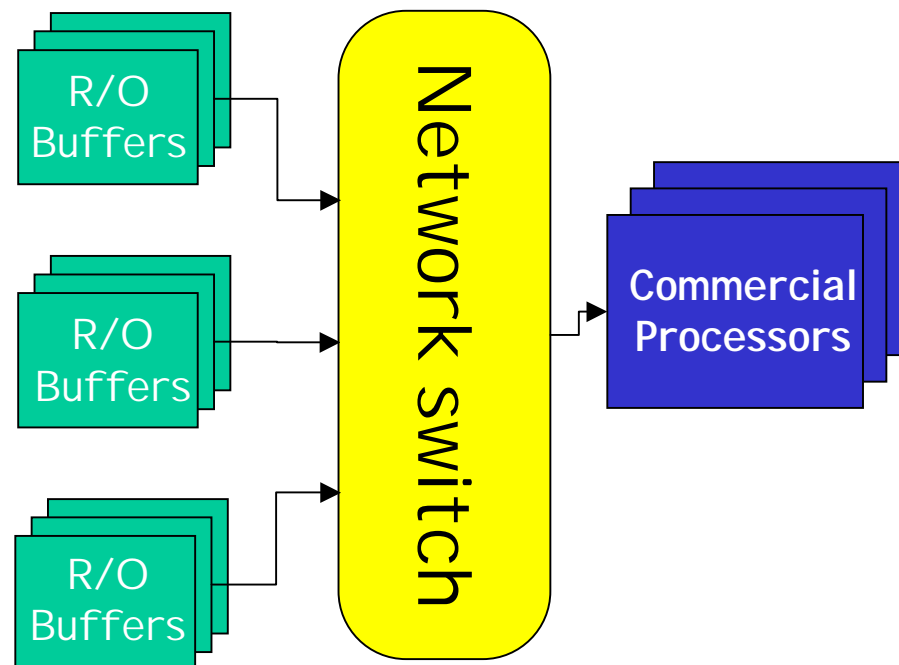 R/O
Buffers
R/O
Buffers
R/O
Buffers
Network switch
Commercial
Processors